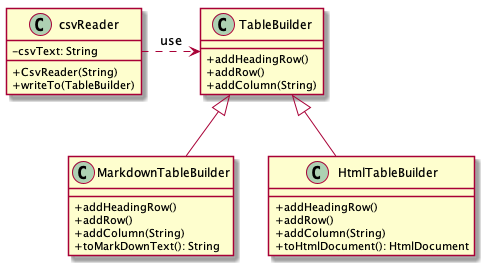 C csvReader
-csvText: String
+CsvReader(String)
+writeTo(TableBuilder)
use
C TableBuilder
+addHeadingRow()
+addRow()
+addColumn(String)
C MarkdownTableBuilder
+addHeadingRow()
+addRow()
+addColumn(String)
+toMarkDownText(): String
C HtmlTableBuilder
+addHeadingRow()
+addRow()
+addColumn(String)
+toHtmlDocument(): HtmlDocument